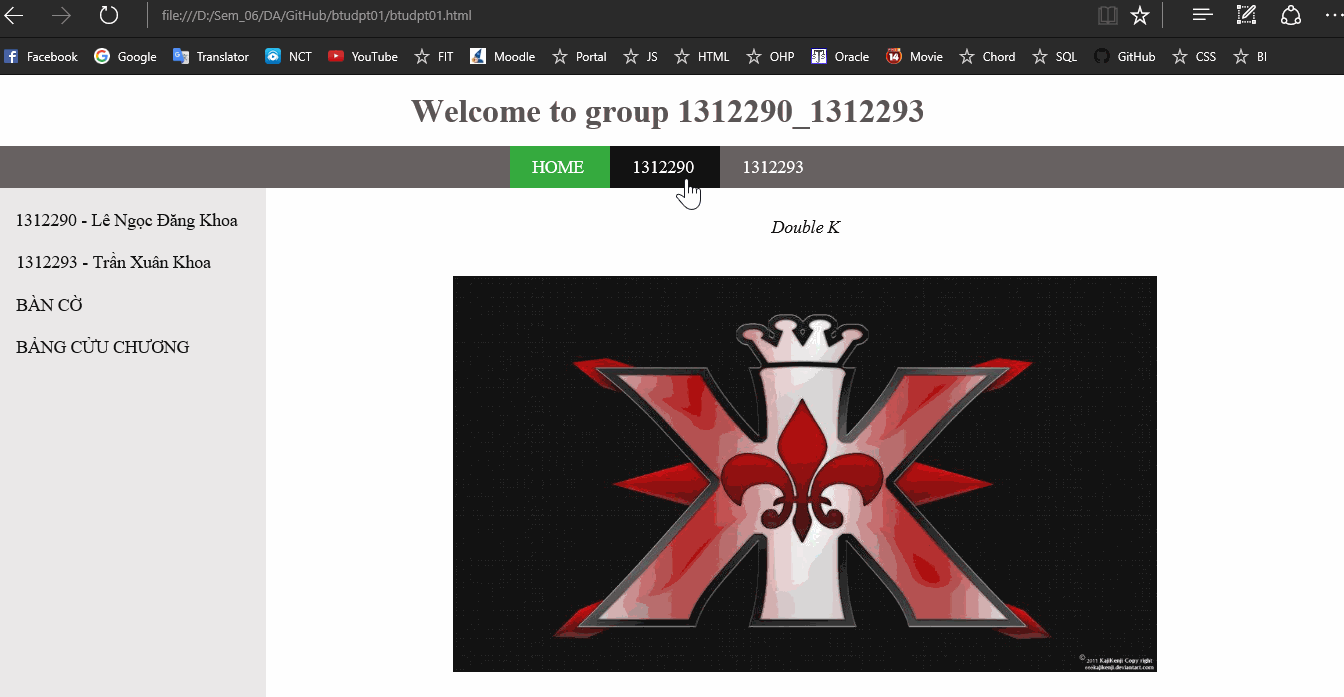 file:///D:/Sem_06/DA/GitHub/btudpt01/btudpt01.html
Facebook Google Translator NCT YouTube FIT Moodle Portal JS HTML OHP Oracle 14 Movie Chord SQL GitHub CSS BI
Welcome to group 1312290_1312293
HOME 1312290 1312293
1312290 - Lê Ngọc Đăng Khoa
1312293 - Trần Xuân Khoa
BÀN CỜ
BẢNG CỬU CHƯƠNG
Double K
© 2011 KajiKenji Copy right